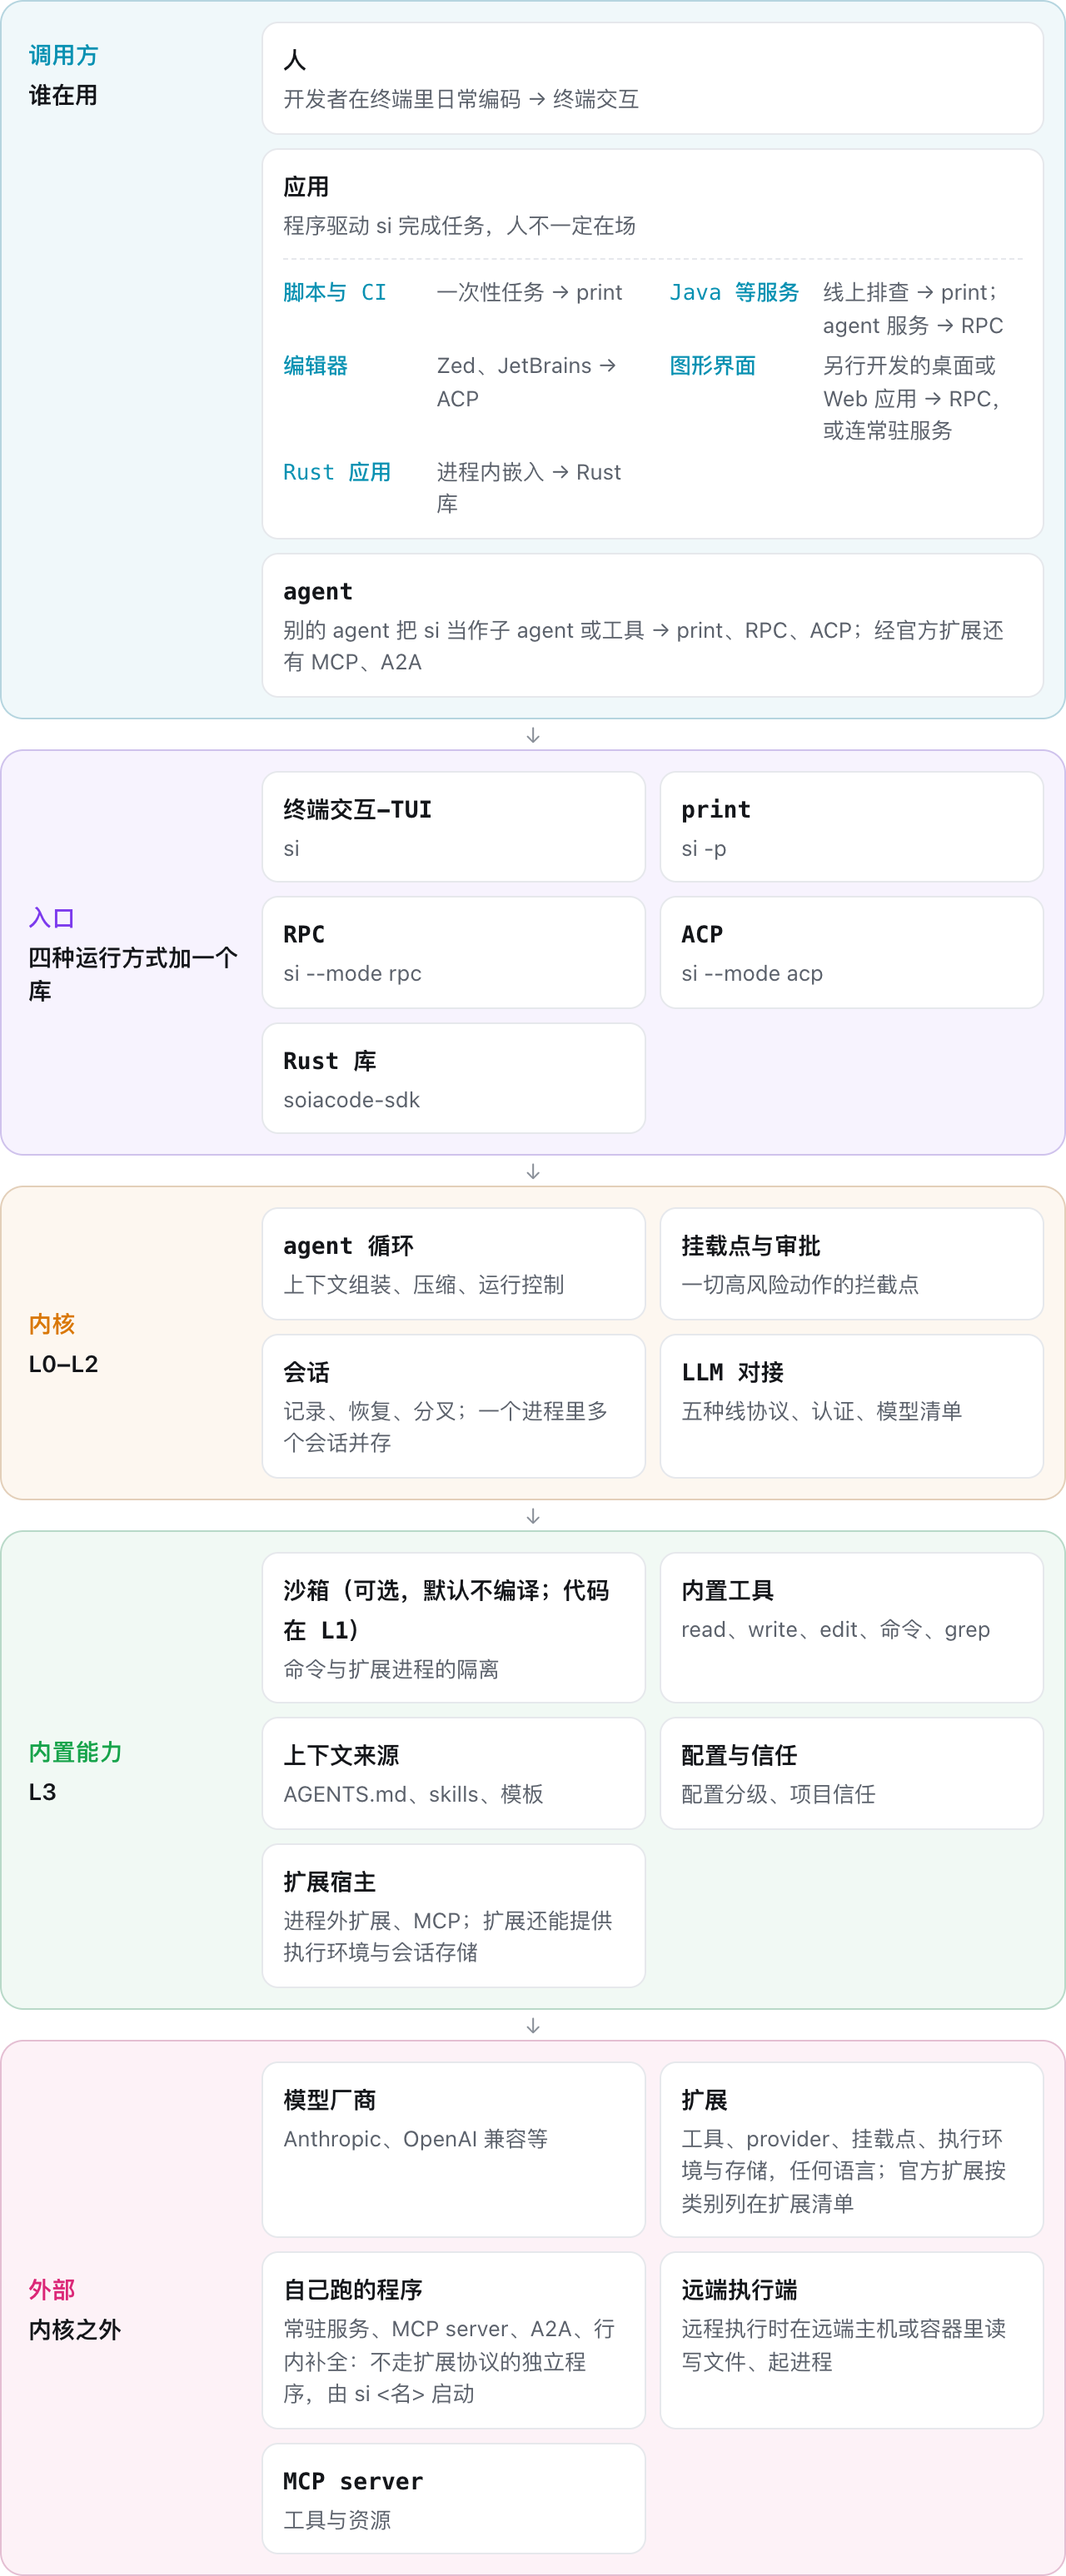 调用方
谁在用
人
开发者在终端里日常编码 → 终端交互
应用
程序驱动 si 完成任务，人不一定在场
脚本与 CI
一次性任务 → print
Java 等服务
线上排查 → print；
agent 服务 → RPC
编辑器
Zed、JetBrains →
ACP
图形界面
另行开发的桌面或
Web 应用 → RPC，
或连常驻服务
Rust 应用
进程内嵌入 → Rust
库
agent
别的 agent 把 si 当作子 agent 或工具 → print、RPC、ACP；经官方扩展还
有 MCP、A2A
↓
入口
四种运行方式加一个
库
终端交互—TUI
si
print
si -p
RPC
si --mode rpc
ACP
si --mode acp
Rust 库
soiacode-sdk
↓
内核
L0—L2
agent 循环
上下文组装、压缩、运行控制
挂载点与审批
一切高风险动作的拦截点
会话
记录、恢复、分叉；一个进程里多
个会话并存
LLM 对接
五种线协议、认证、模型清单
↓
内置能力
L3
沙箱（可选，默认不编译；代码
在 L1）
命令与扩展进程的隔离
内置工具
read、write、edit、命令、grep
上下文来源
AGENTS.md、skills、模板
配置与信任
配置分级、项目信任
扩展宿主
进程外扩展、MCP；扩展还能提供
执行环境与会话存储
↓
外部
内核之外
模型厂商
Anthropic、OpenAI 兼容等
扩展
工具、provider、挂载点、执行环
境与存储，任何语言；官方扩展按
类别列在扩展清单
自己跑的程序
常驻服务、MCP server、A2A、行
内补全：不走扩展协议的独立程
序，由 si <名> 启动
远端执行端
远程执行时在远端主机或容器里读
写文件、起进程
MCP server
工具与资源